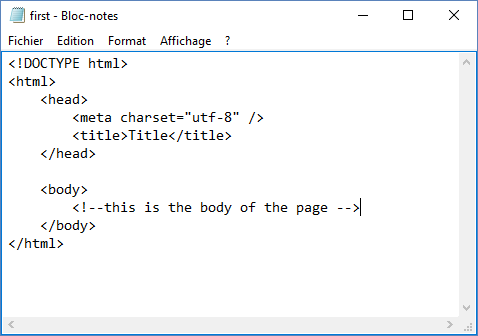 first - Bloc-notes
Fichier Edition Format Affichage ?
<!DOCTYPE html>
<html>
    <head>
        <meta charset="utf-8" />
        <title>Title</title>
    </head>

    <body>
        <!--this is the body of the page -->
    </body>
</html>